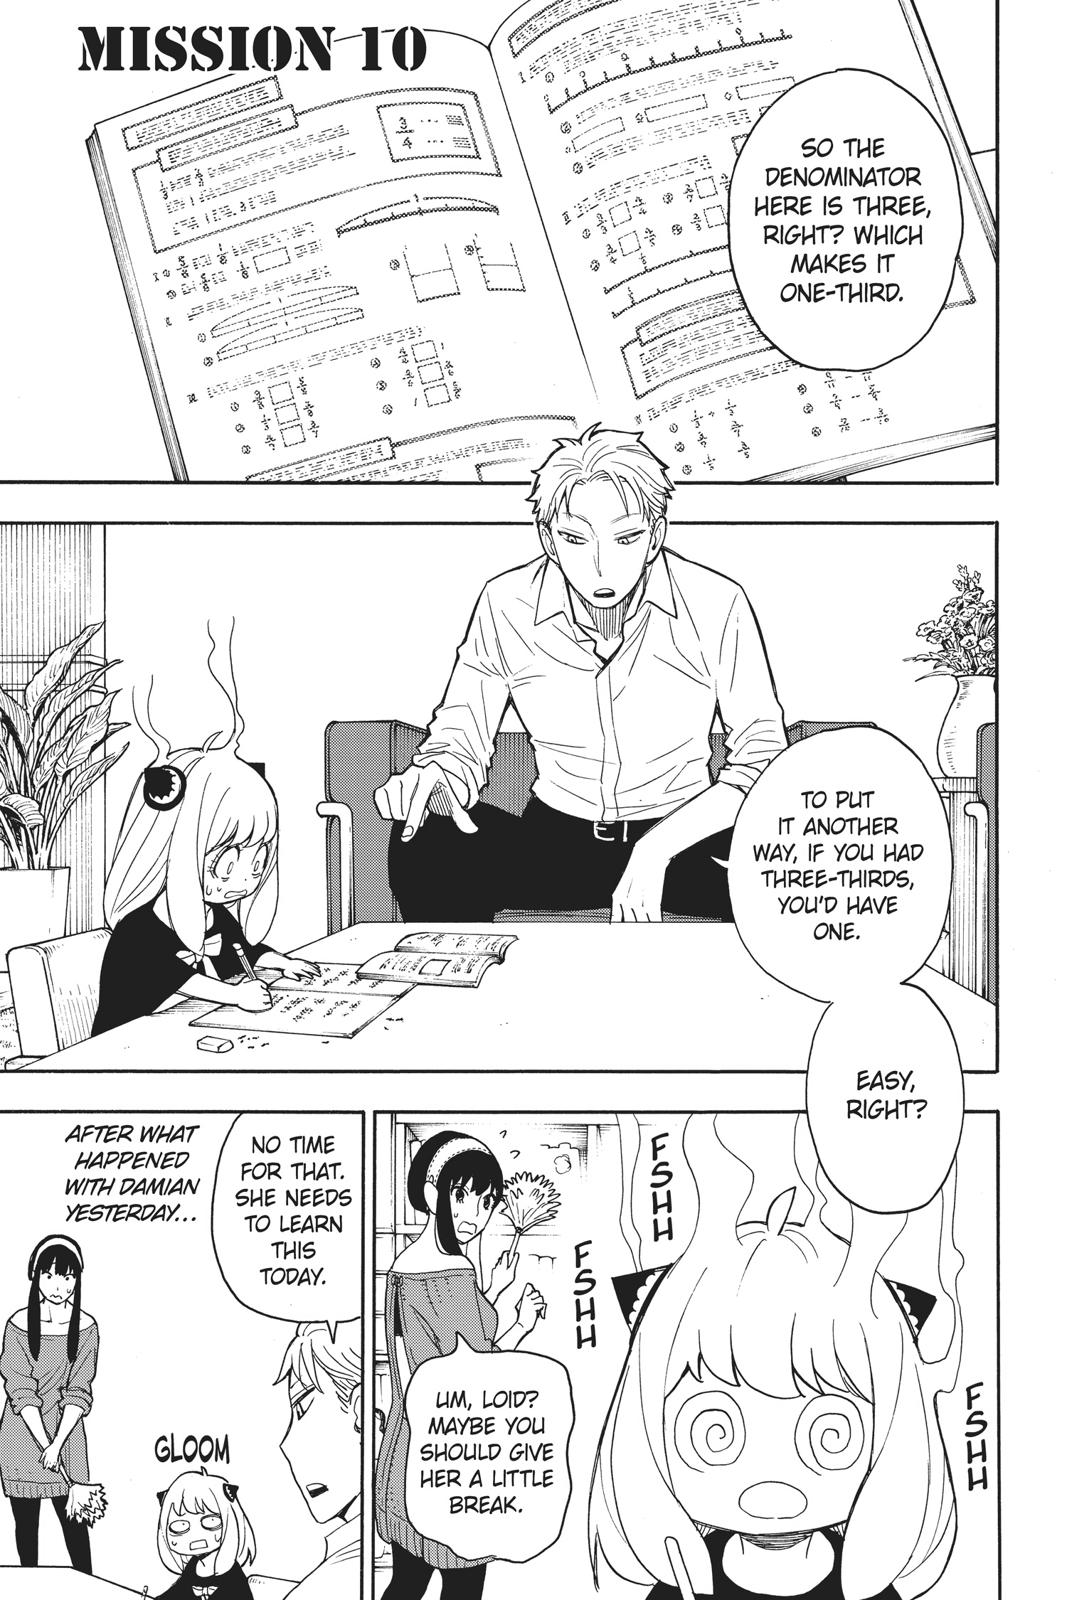 MISSION 10
SO THE
DENOMINATOR
HERE IS THREE,
RIGHT? WHICH
MAKES IT
ONE-THIRD.
3
4
TO PUT
IT ANOTHER
WAY, IF YOU HAD
THREE-THIRDS,
YOU'D HAVE
ONE.
EASY,
RIGHT?
FSHH
FSHH
FSHH
UM, LOID?
MAYBE YOU
SHOULD GIVE
HER A LITTLE
BREAK.
NO TIME
FOR THAT.
SHE NEEDS
TO LEARN
THIS
TODAY.
AFTER WHAT
HAPPENED
WITH DAMIAN
YESTERDAY...
GLOOM